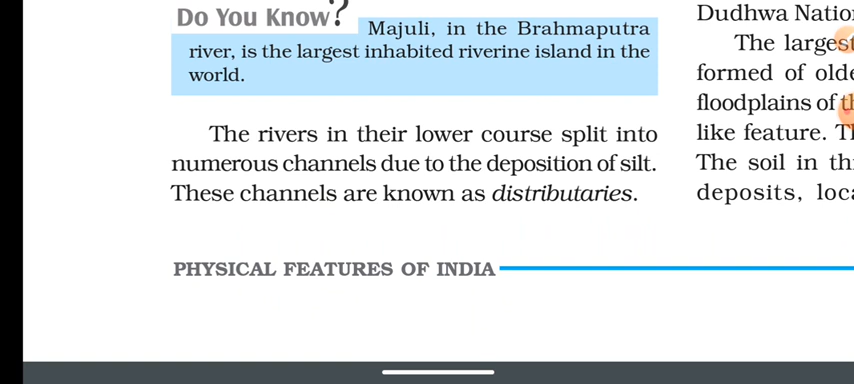 Do You Know?
Majuli, in the Brahmaputra
river, is the largest inhabited riverine island in the
world.
The rivers in their lower course split into
numerous channels due to the deposition of silt.
These channels are known as distributaries.
PHYSICAL FEATURES OF INDIA
Dudhwa
The
formed of
floodplains of
like feature.
The soil in
deposits,